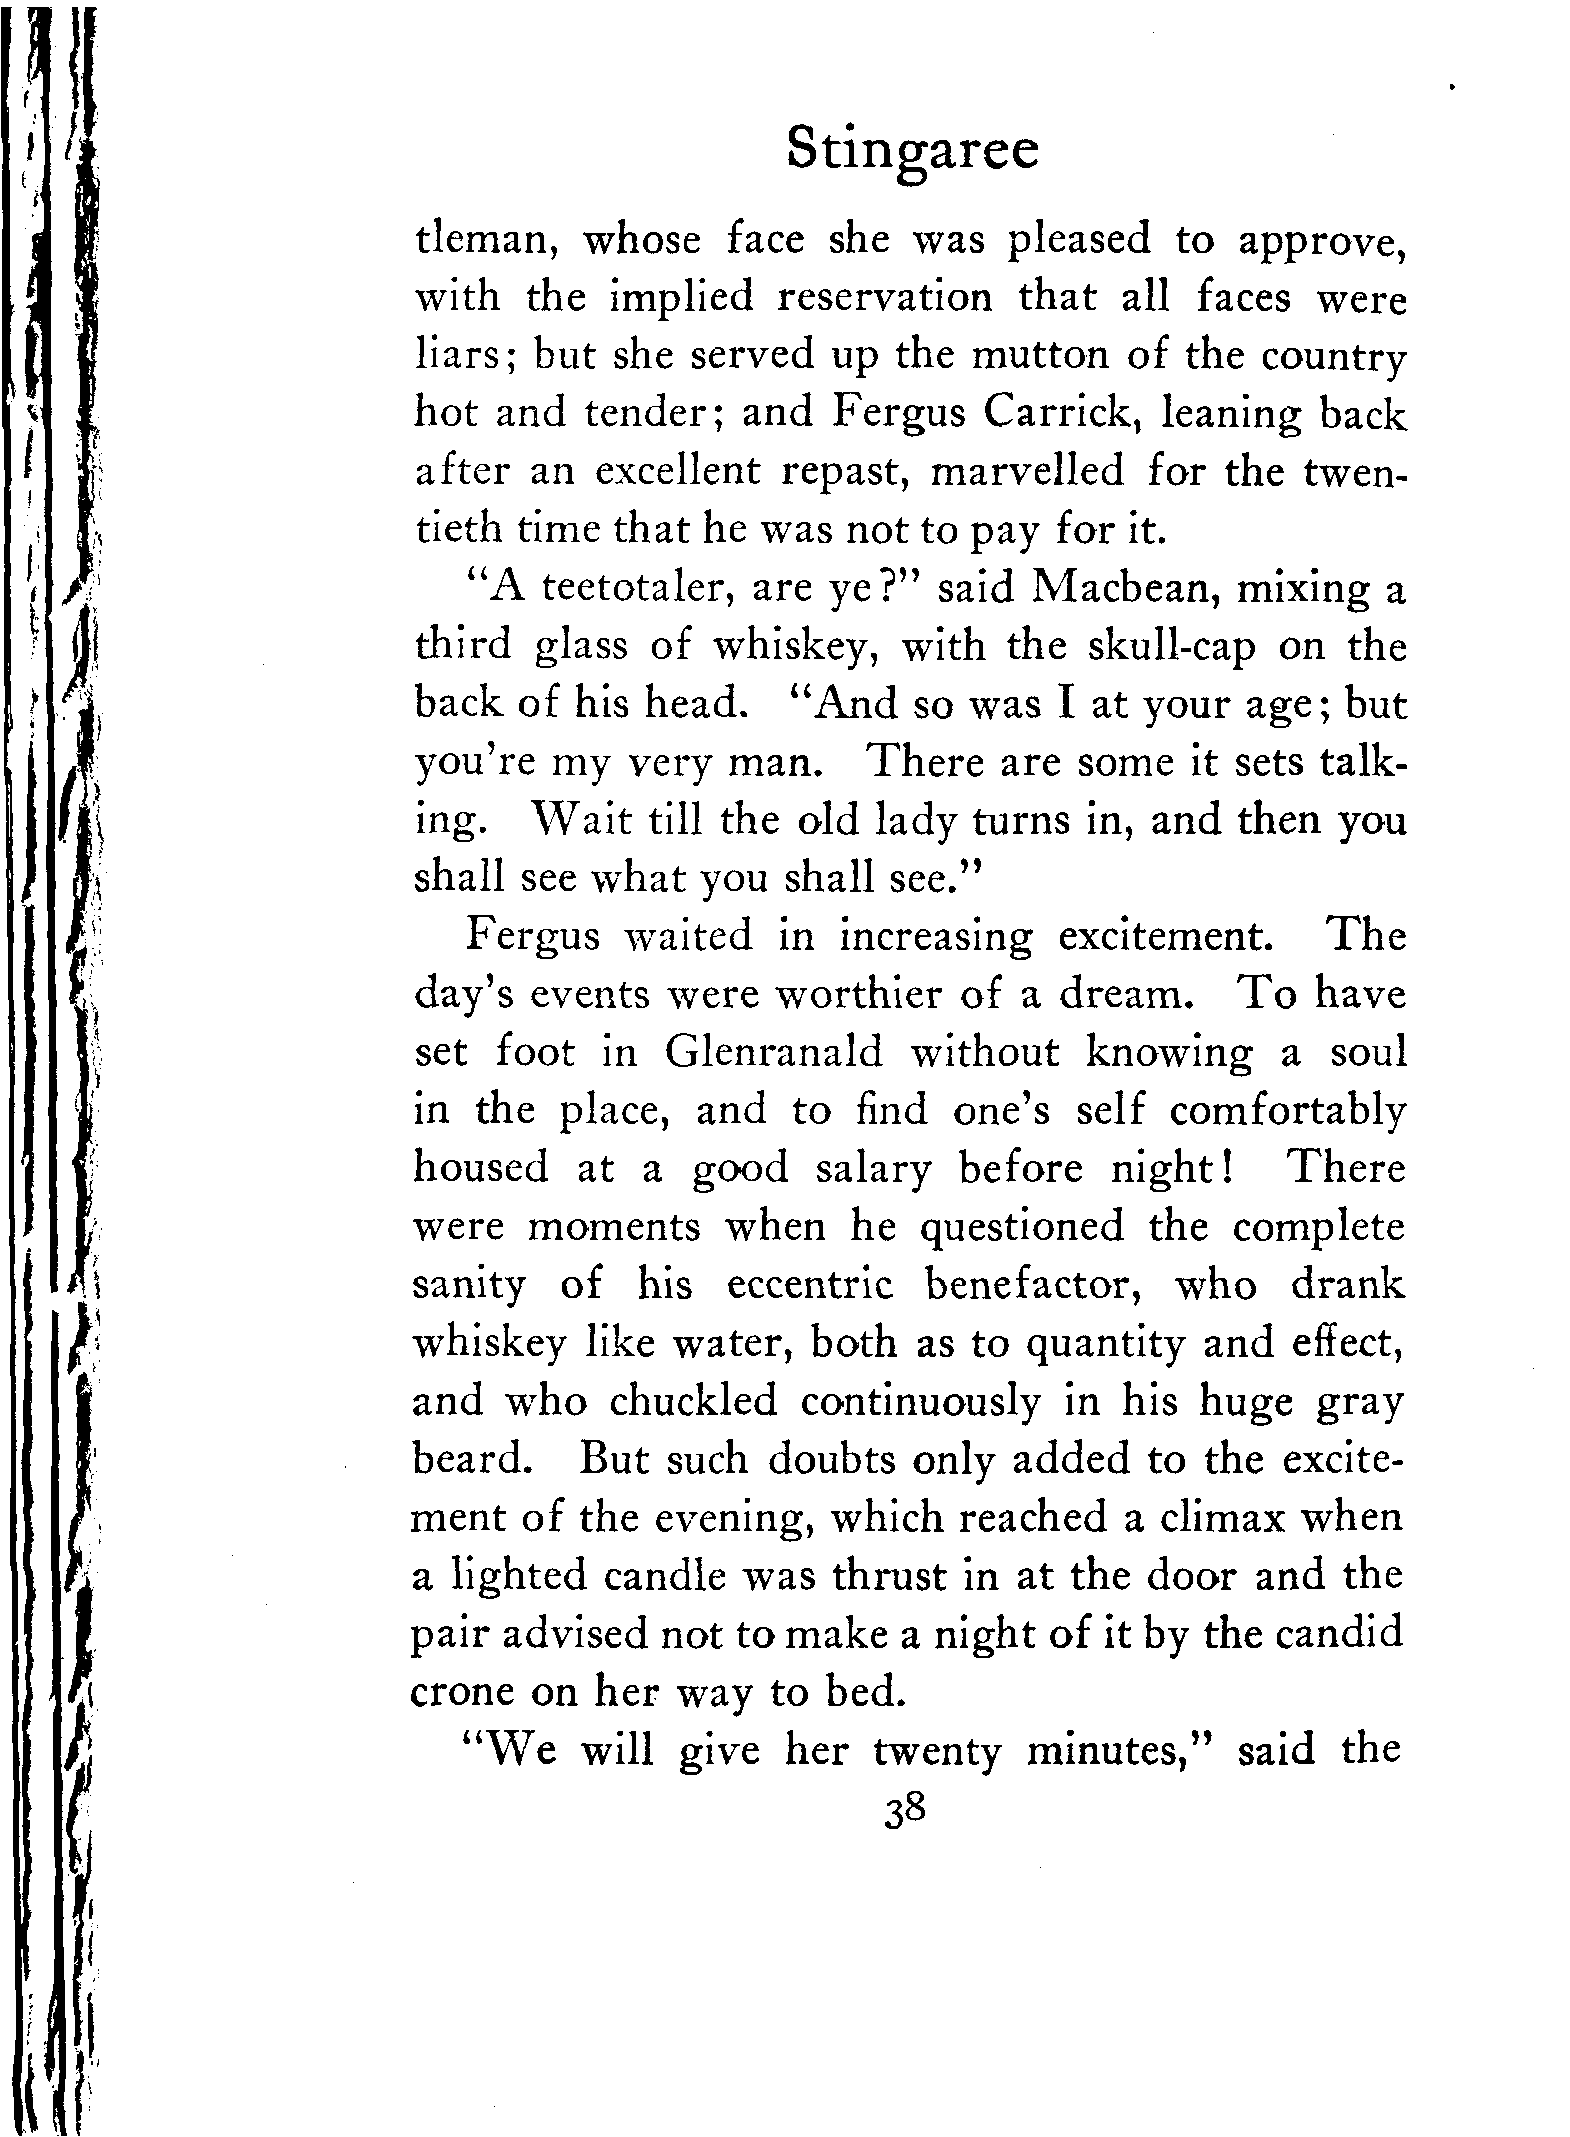 Stingaree
tleman, whose face she was pleased to approve,
with the implied reservation that all faces were
liars; but she served up the mutton of the country
hot and tender; and Fergus Carrick, leaning back
after an excellent repast, marvelled for the twen-
tieth time that he was not to pay for it.
"A teetotaler, are ye?" said Macbean, mixing a
third glass of whiskey, with the skull-cap on the
back of his head. "And so was I at your age; but
you're my very man. There are some it sets talk-
ing. Wait till the old lady turns in, and then you
shall see what you shall see."
Fergus waited in increasing excitement. The
day's events were worthier of a dream. To have
set foot in Glenranald without knowing a soul
in the place, and to find one's self comfortably
housed at a good salary before night! There
were moments when he questioned the complete
sanity of his eccentric benefactor, who drank
whiskey like water, both as to quantity and effect,
and who chuckled continuously in his huge gray
beard. But such doubts only added to the excite-
ment of the evening, which reached a climax when
a lighted candle was thrust in at the door and the
pair advised not to make a night of it by the candid
crone on her way to bed.
"We will give her twenty minutes," said the
38